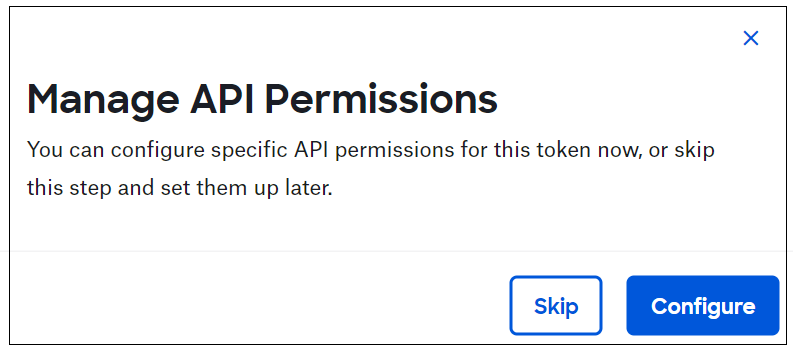 Manage API Permissions
You can configure specific API permissions for this token now, or skip
this step and set them up later.
Skip
Configure